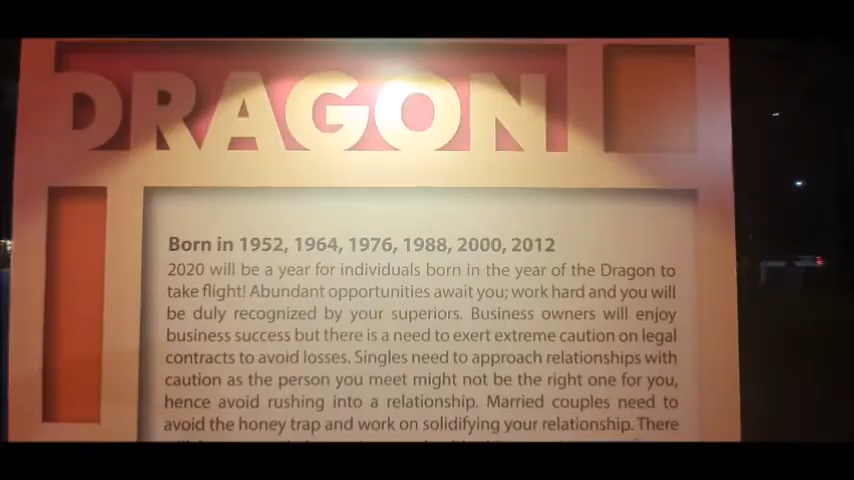 DRAGON
Born in 1952, 1964, 1976, 1988, 2000, 2012
2020 will be a year for individuals born in the year of the Dragon to
take flight! Abundant opportunities await you; work hard and you will
be duly recognized by your superiors. Business owners will enjoy
business success but there is a need to exert extreme caution on legal
contracts to avoid losses. Singles need to approach relationships with
caution as the person you meet might not be the right one for you,
hence avoid rushing into a relationship. Married couples need to
avoid the honey trap and work on solidifying your relationship. There